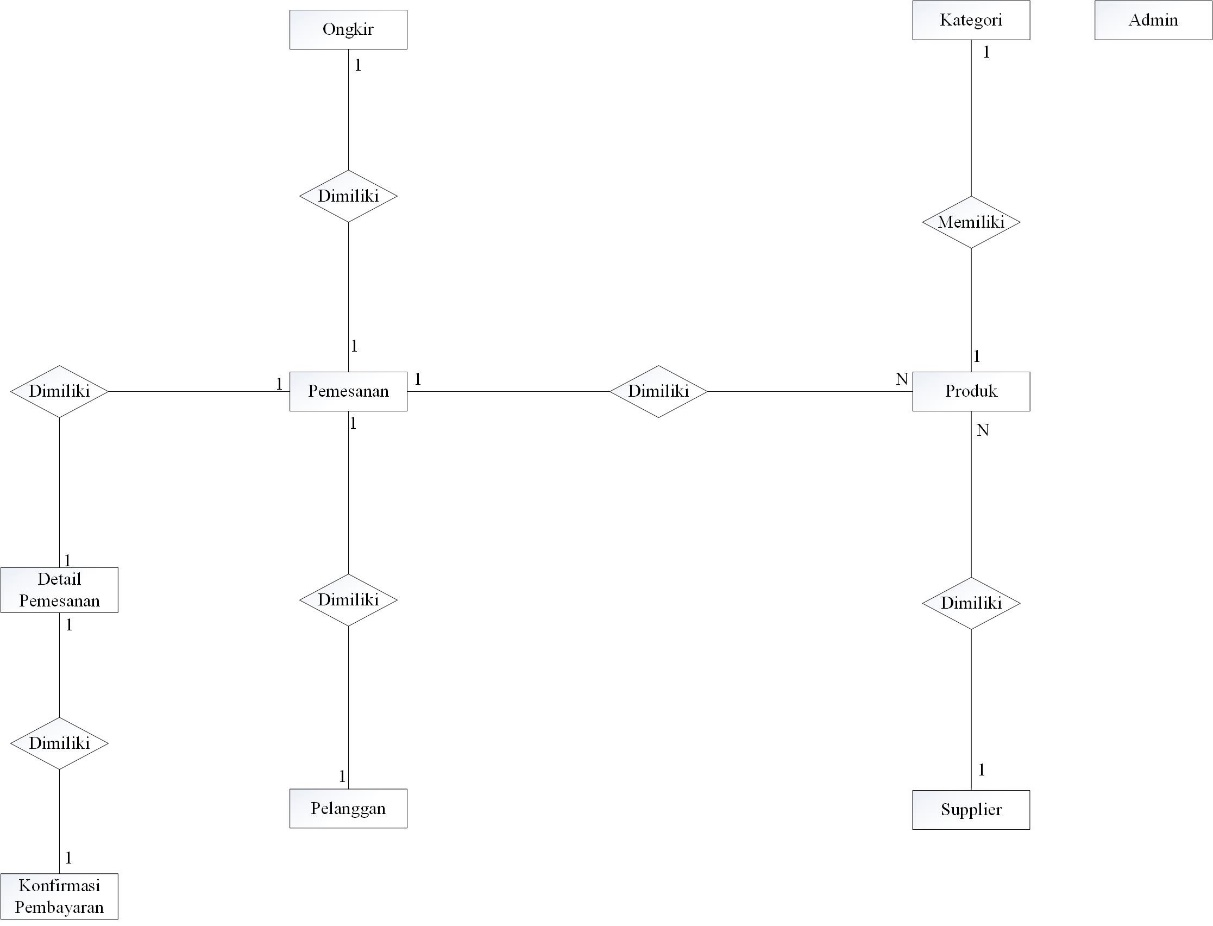 Ongkir
Kategori
Admin
1
1
Dimiliki
Memiliki
1
1
Dimiliki
1
Pemesanan
1
Dimiliki
N
Produk
1
N
1
Detail
Pemesanan
1
Dimiliki
Dimiliki
Dimiliki
1
1
Pelanggan
Supplier
1
Konfirmasi
Pembayaran